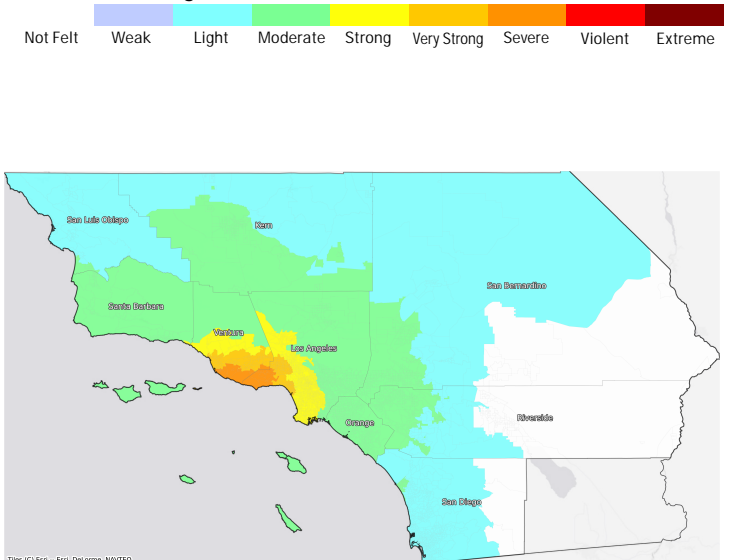 Not Felt Weak Light Moderate Strong Very Strong Severe Violent Extreme
San Luis Obispo
Kern
San Bernardino
Santa Barbara
Ventura
Los Angeles
Riverside
Orange
San Diego